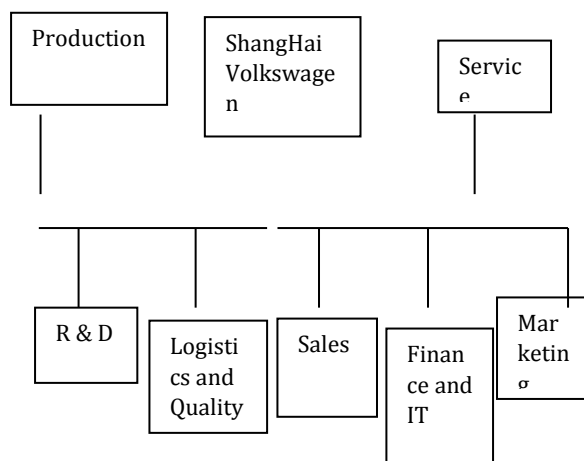 Production
ShangHai
Volkswage
n
Servic
e
R & D
Logisti
cs and
Quality
Sales
Finan
ce and
IT
Mar
ketin
g